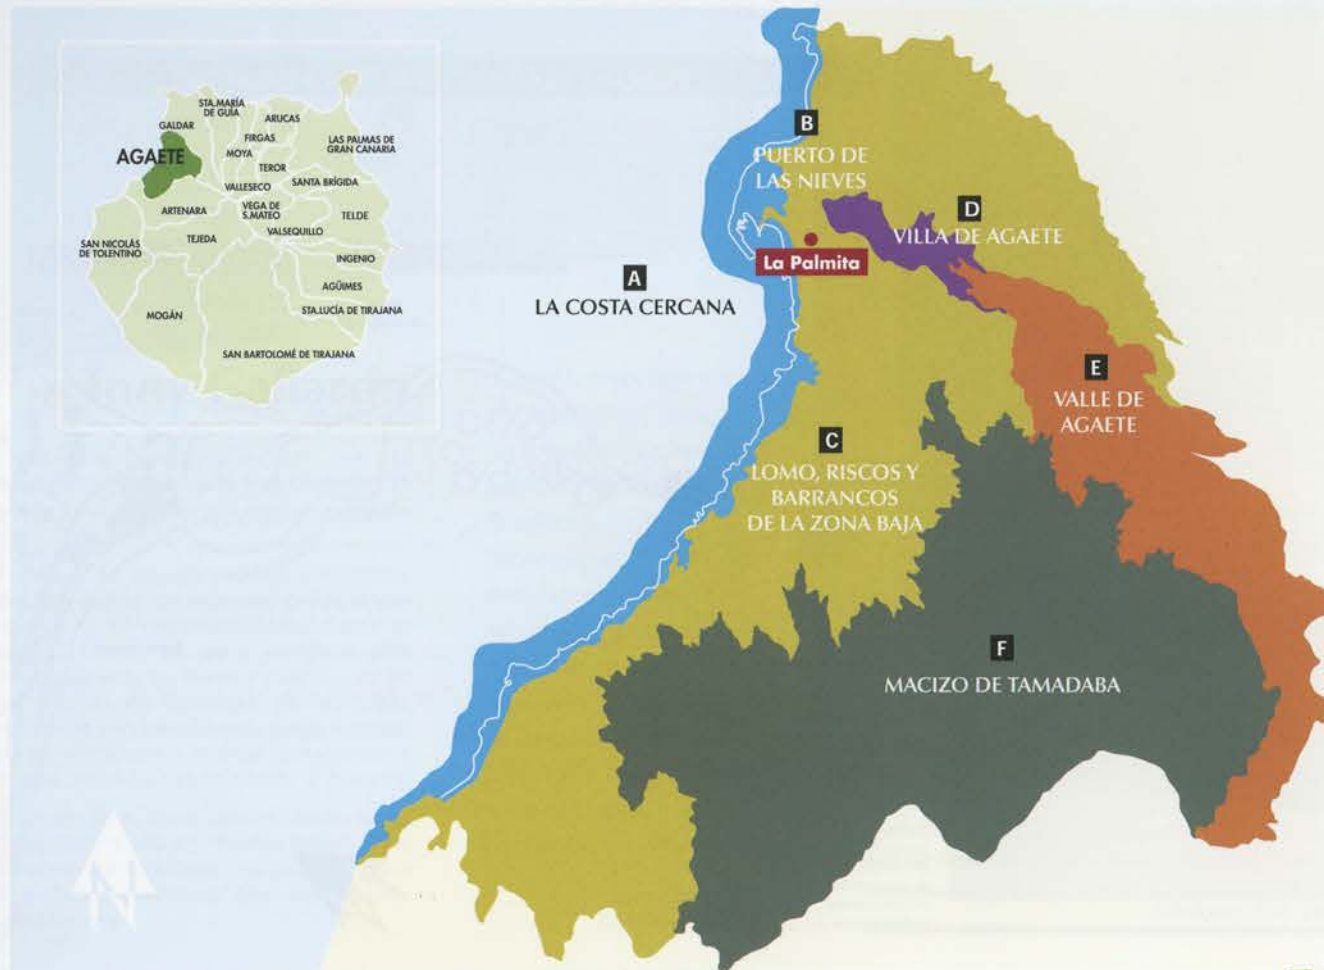 STA.MARÍA
DE GUÍA
GALDAR
ARUCAS
FIRGAS
LAS PALMAS DE
GRAN CANARIA
AGAETE
MOYA
TEROR
VALLESECO
SANTA BRÍGIDA
ARTENARA
VEGA DE
S.MATEO
TELDE
SAN NICOLÁS
DE TOLENTINO
TEJEDA
VALSEQUILLO
INGENIO
AGÜIMES
MOGÁN
STA.LUCÍA DE TIRAJANA
SAN BARTOLOMÉ DE TIRAJANA
B
PUERTO DE
LAS NIEVES
D
VILLA DE AGAETE
La Palmita
A
LA COSTA CERCANA
E
VALLE DE
AGAETE
C
LOMO, RISCOS Y
BARRANCOS
DE LA ZONA BAJA
F
MACIZO DE TAMADABA
N